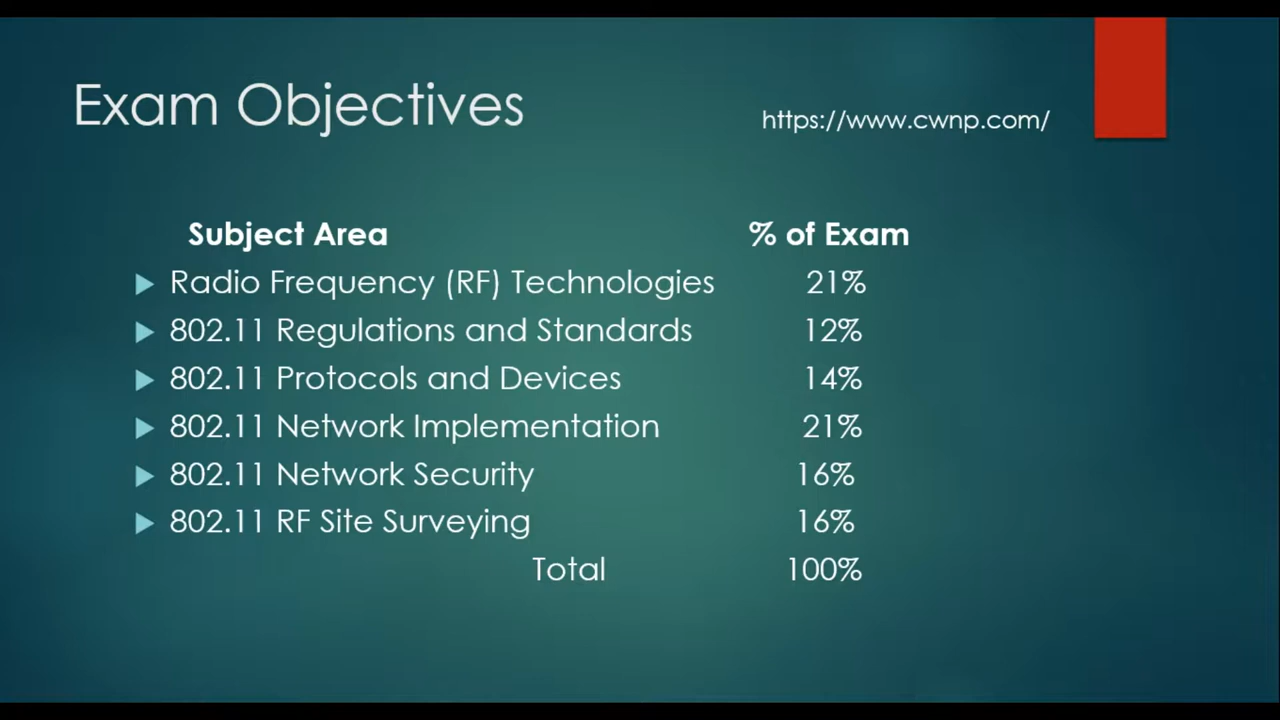 Exam Objectives
https://www.cwnp.com/
Subject Area % of Exam
Radio Frequency (RF) Technologies 21%
802.11 Regulations and Standards 12%
802.11 Protocols and Devices 14%
802.11 Network Implementation 21%
802.11 Network Security 16%
802.11 RF Site Surveying 16%
Total 100%